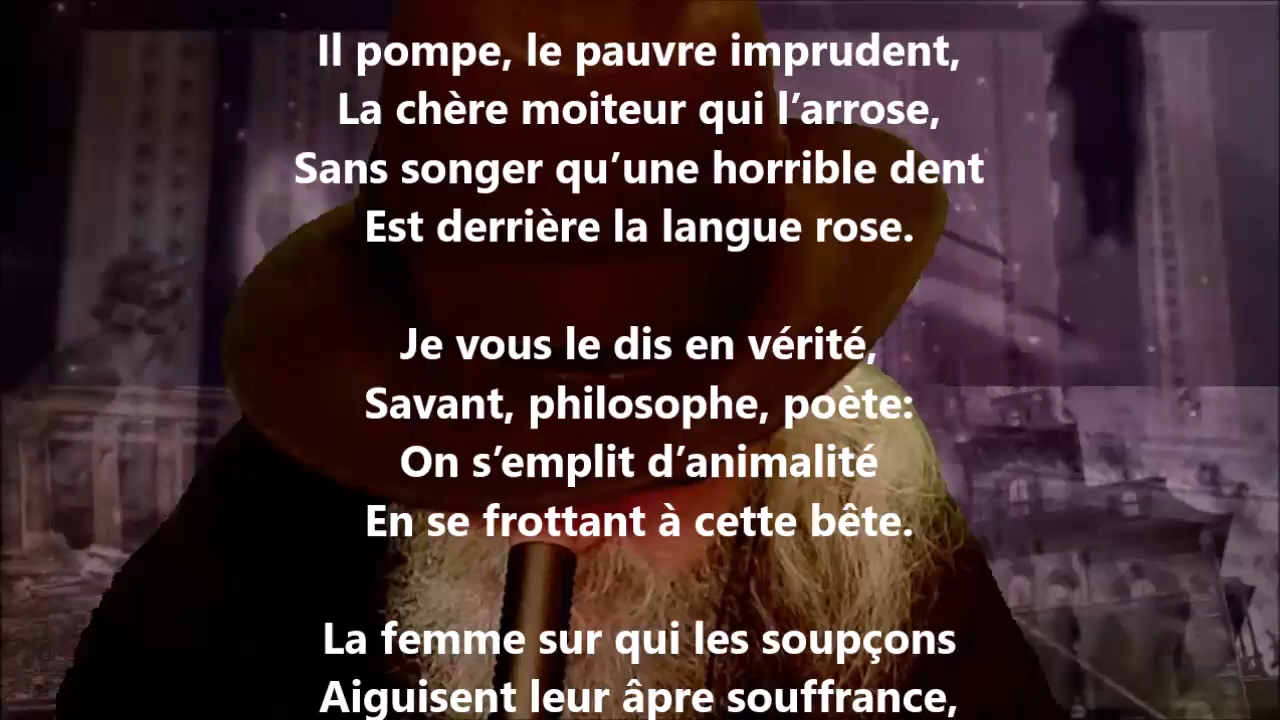 Il pompe, le pauvre imprudent,
La chère moiteur qui l’arrose,
Sans songer qu’une horrible dent
Est derrière la langue rose.
Je vous le dis en vérité,
Savant, philosophe, poète:
On s’emplit d’animalité
En se frottant à cette bête.
La femme sur qui les soupçons
Aiguisent leur âpre souffrance,